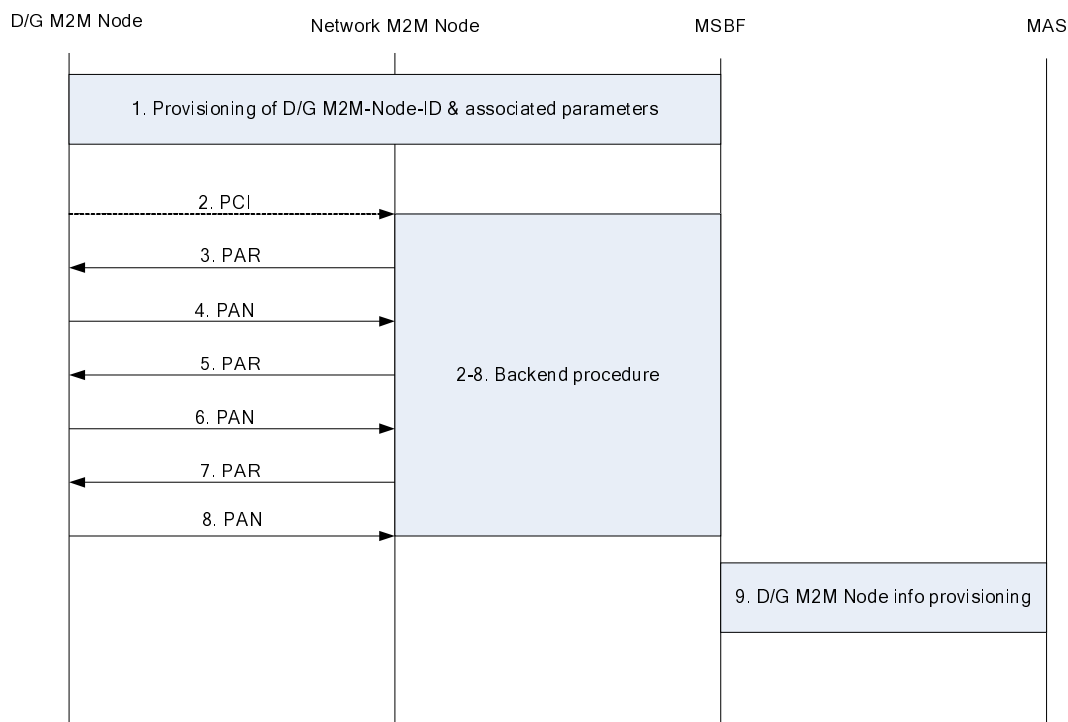 D/G M2M Node
Network M2M Node
MSBF
MAS
1. Provisioning of D/G M2M-Node-ID & associated parameters
2. PCI
3. PAR
4. PAN
5. PAR
2-8. Backend procedure
6. PAN
7. PAR
8. PAN
9. D/G M2M Node info provisioning